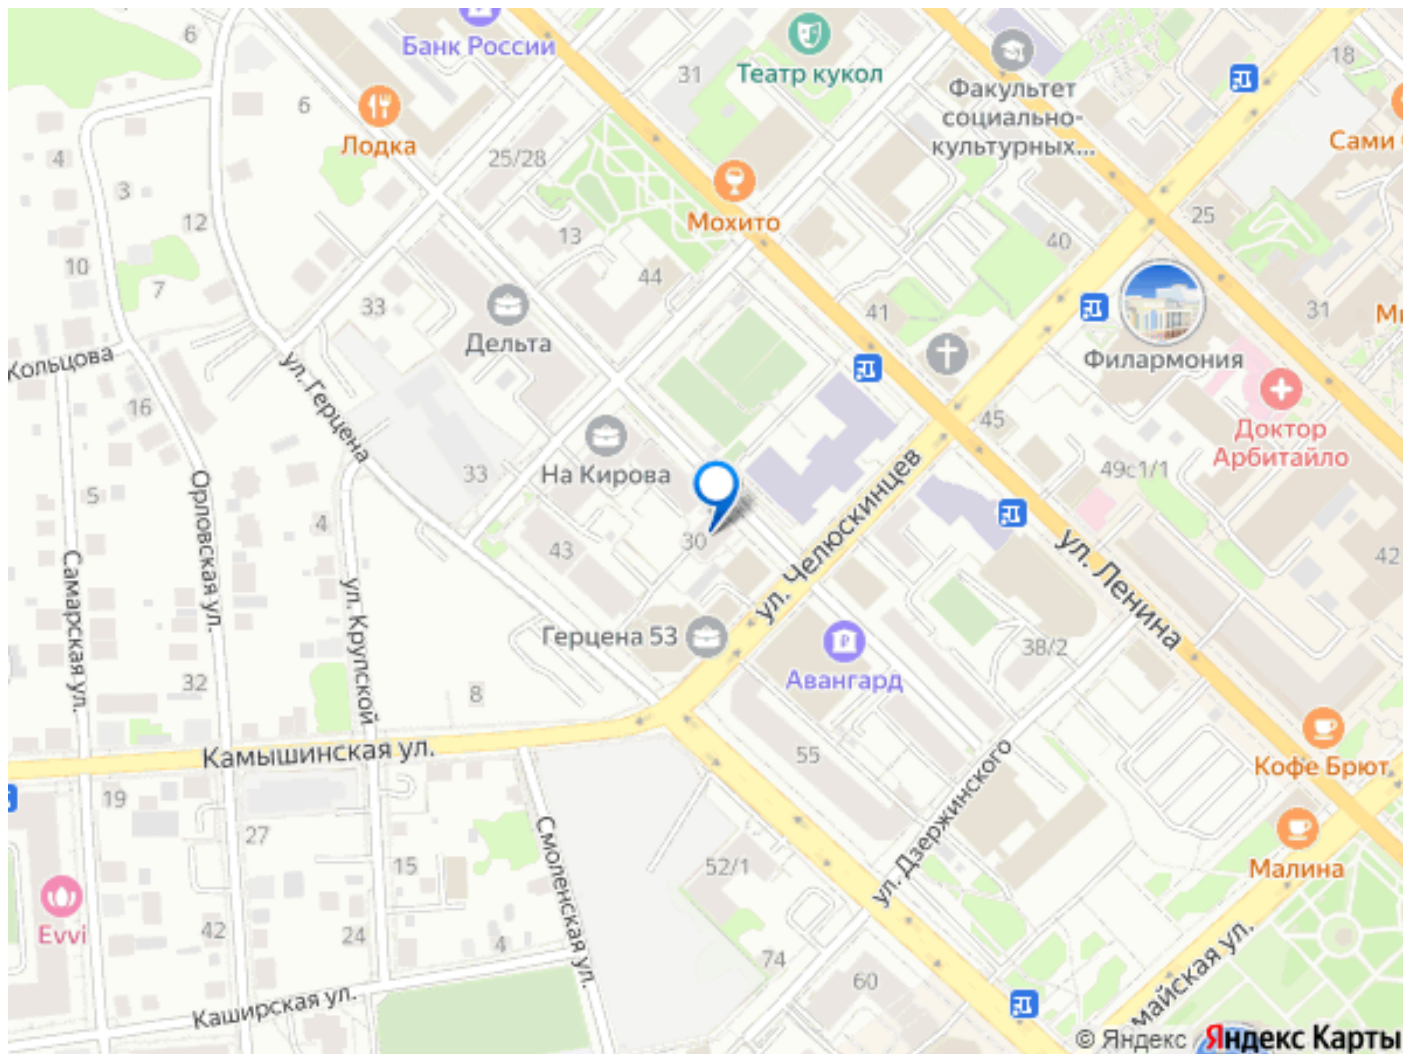 6
Банк России
31
Театр кукол
Факультет
социально-
культурных...
18
6
Лодка
Сами
4
25/28
3
Мохито
12
13
25
40
10
44
7
33
41
31
Дельта
Филармония
Кольцова
ул. Герцена
16
45
Доктор
Арбитайло
На Кирова
33
49с1/1
5
Орловская ул.
4
30
43
ул. Челюскинцев
ул. Ленина
42
Самарская ул.
ул. Крупской
Герцена 53
38/2
Авангард
32
8
Камышинская ул.
55
Кофе Брют
19
27
Смоленская ул.
ул. Дзержинского
15
52/1
Малина
Evvi
42
24
4
74
60
Каширская ул.
майская ул.
© Яндекс Яндекс Карты